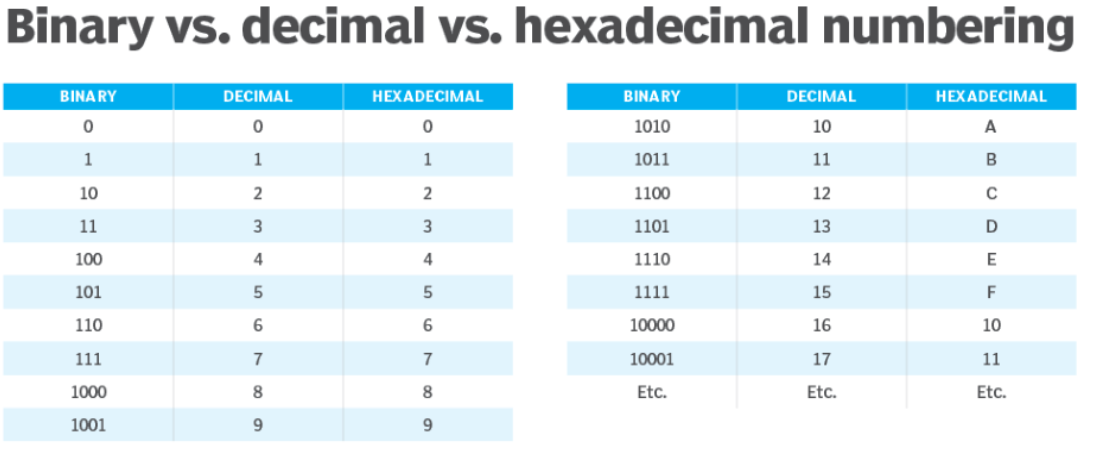 Binary vs. decimal vs. hexadecimal numbering
BINARY DECIMAL HEXADECIMAL
0 0 0
1 1 1
10 2 2
11 3 3
100 4 4
101 5 5
110 6 6
111 7 7
1000 8 8
1001 9 9
BINARY DECIMAL HEXADECIMAL
1010 10 A
1011 11 B
1100 12 C
1101 13 D
1110 14 E
1111 15 F
10000 16 10
10001 17 11
Etc. Etc. Etc.